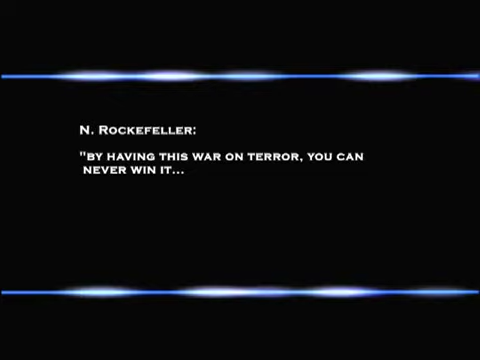 N. Rockefeller:
"by having this war on terror, you can
never win it...